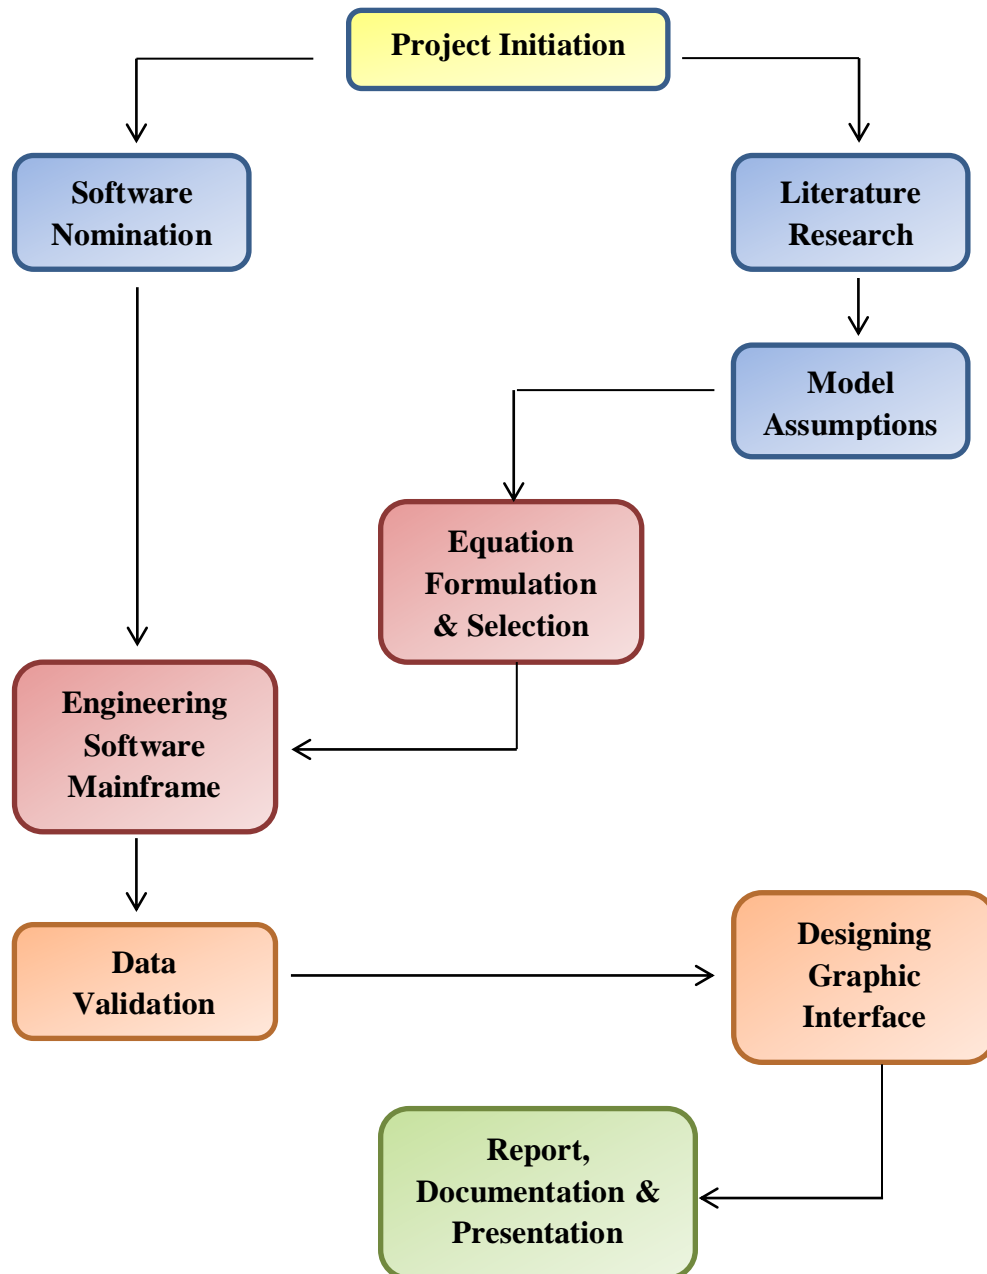 Project Initiation
Software
Nomination
Literature
Research
Model
Assumptions
Equation
Formulation
& Selection
Engineering
Software
Mainframe
Data
Validation
Designing
Graphic
Interface
Report,
Documentation &
Presentation